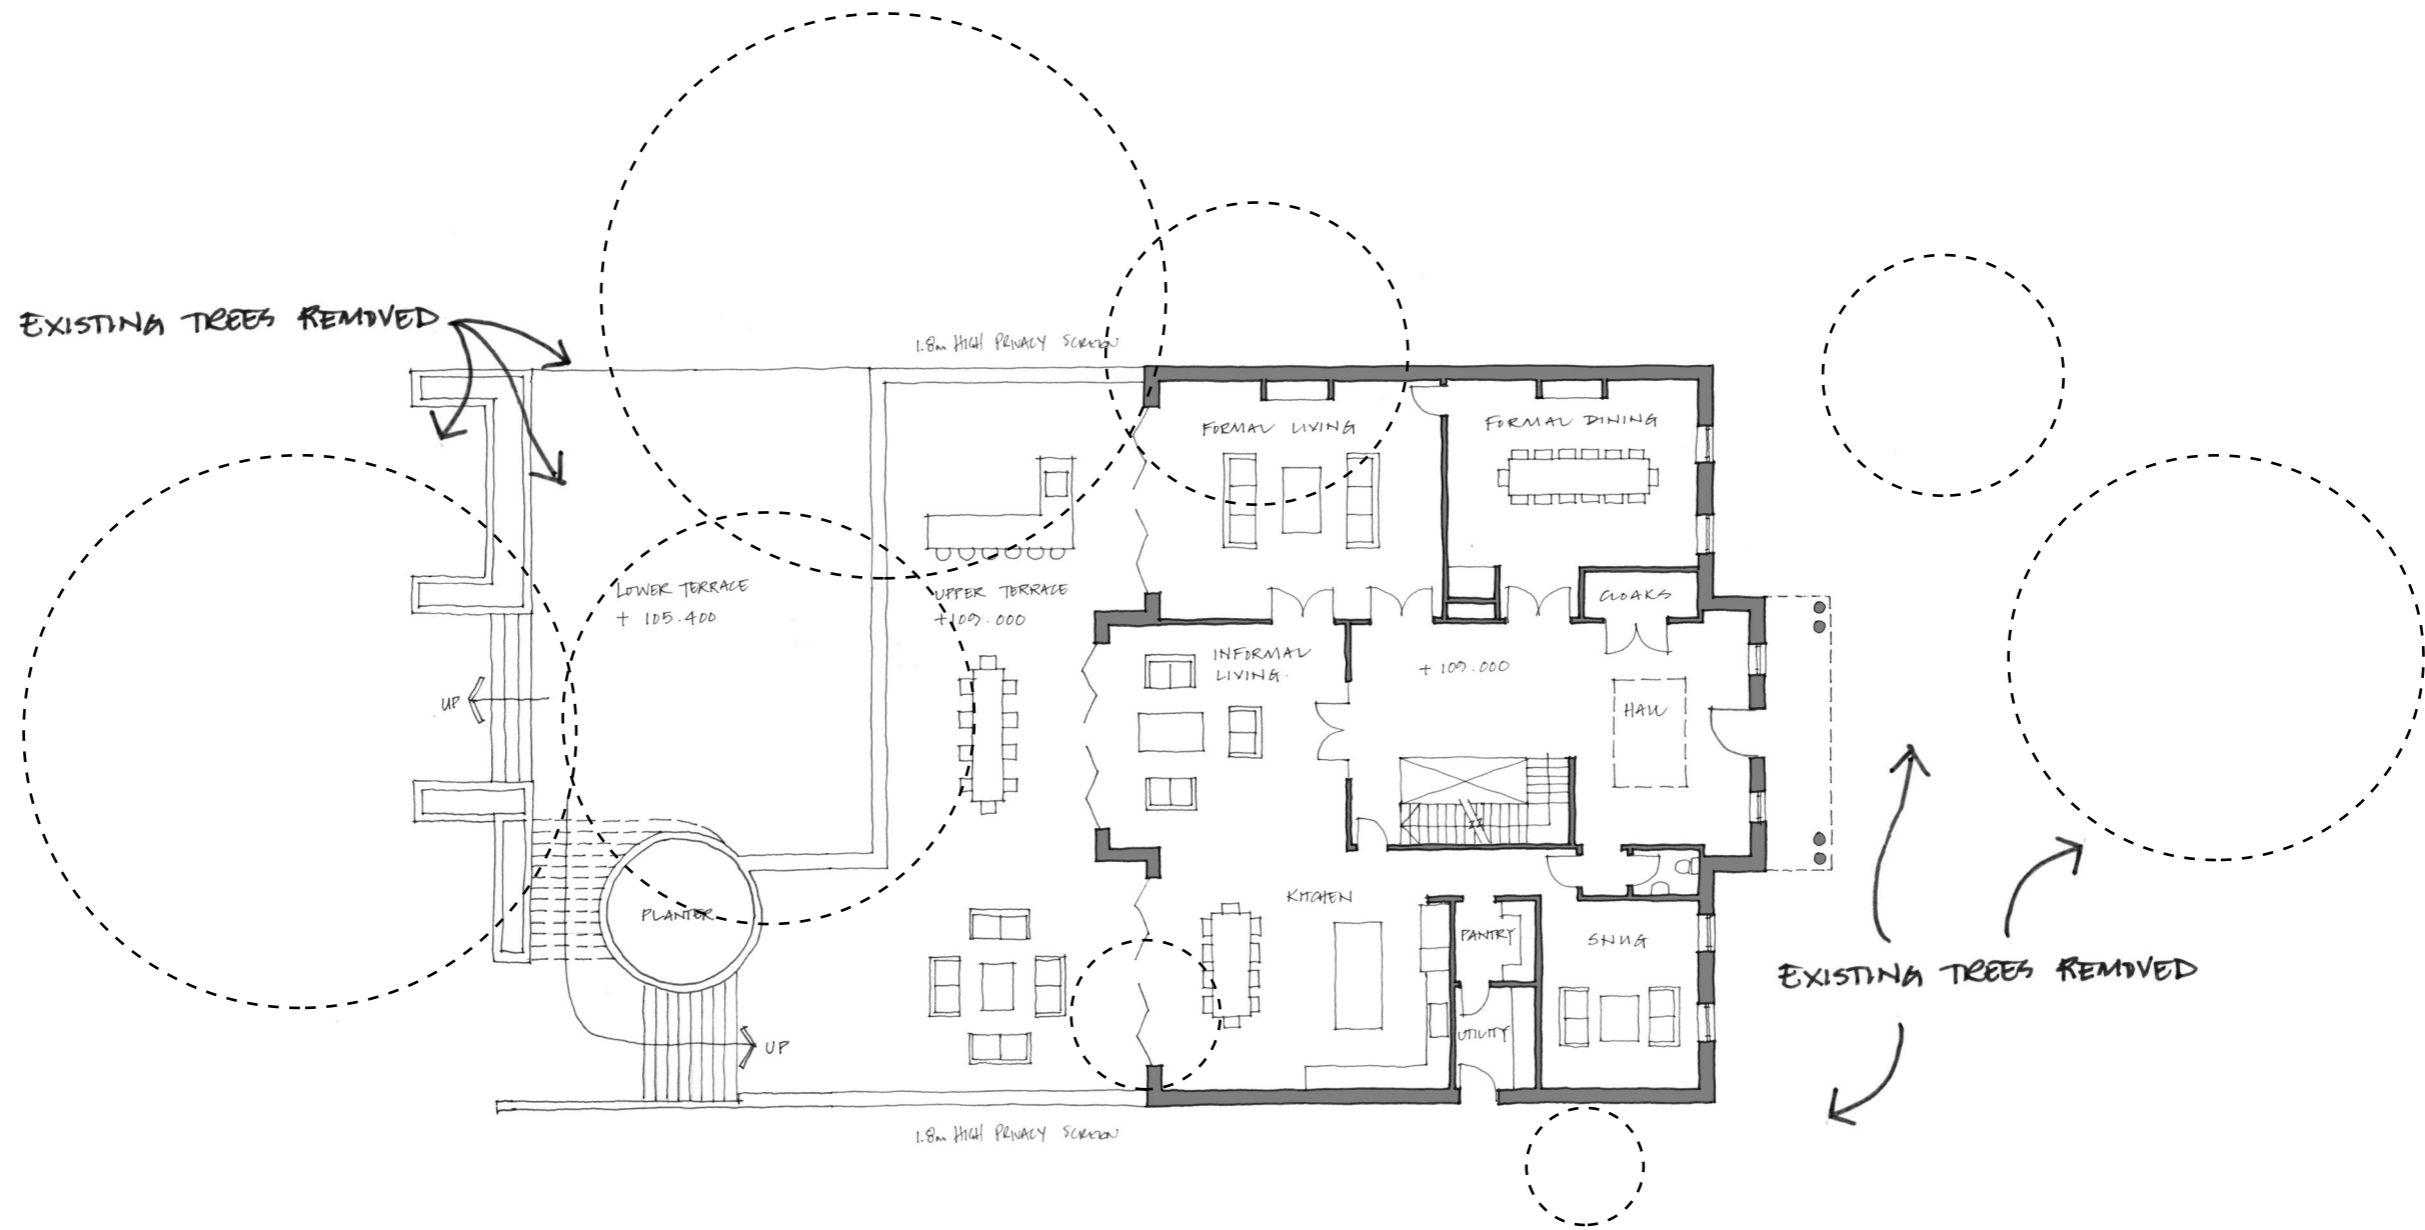 EXISTING TREES REMOVED
1.8m HIGH PRIVACY SCREEN
FORMAL LIVING
FORMAL DINING
LOWER TERRACE
+ 105.400
UPPER TERRACE
+109.000
CLOAKS
INFORMAL
LIVING.
+ 109.000
UP
HALL
KITCHEN
PLANTER
PANTRY
SNUG
EXISTING TREES REMOVED
UTILITY
UP
1.8m HIGH PRIVACY SCREEN